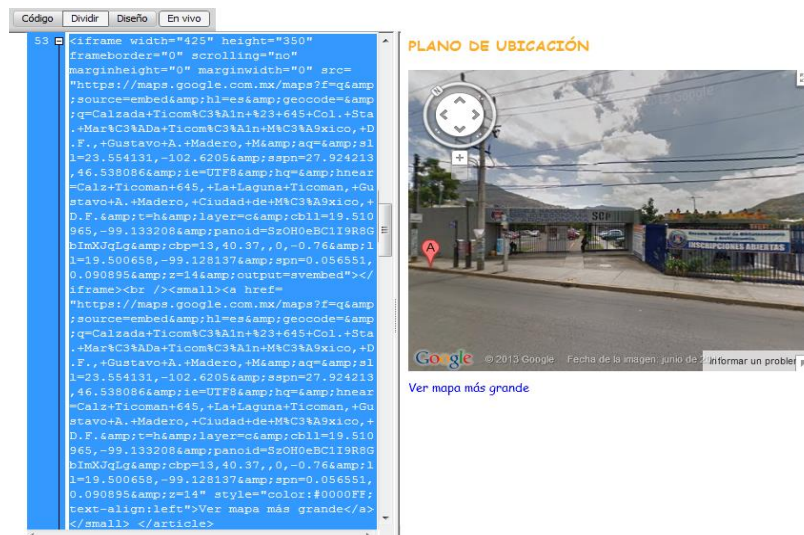 Código Dividir Diseño En vivo
53 <iframe width="425" height="350"
frameborder="0" scrolling="no"
marginheight="0" marginwidth="0" src=
"https://maps.google.com.mx/maps?f=q&amp
;source=embed&amp;hl=es&amp;geocode=&amp
;q=Calzada+Ticom%C3%A1n+%23+645+Col.+Sta
.+Mar%C3%ADa+Ticom%C3%A1n+M%C3%A9xico,+D
.F.,+Gustavo+A.+Madero,+M&amp;aq=&amp;sl
l=23.554131,-102.6205&amp;sspn=27.924213
,46.538086&amp;ie=UTF8&amp;hq=&amp;hnear
=Calz+Ticoman+645,+La+Laguna+Ticoman,+Gu
stavo+A.+Madero,+Ciudad+de+M%C3%A9xico,+
D.F.&amp;t=h&amp;layer=c&amp;cbll=19.510
965,-99.133208&amp;panoid=SzOH0eBC1I9R8G
bImXJqLg&amp;cbp=13,40.37,,0,-0.76&amp;l
l=19.500658,-99.128137&amp;spn=0.056551,
0.090895&amp;z=14&amp;output=svembed"></
iframe><br /><small><a href=
"https://maps.google.com.mx/maps?f=q&amp
;source=embed&amp;hl=es&amp;geocode=&amp
;q=Calzada+Ticom%C3%A1n+%23+645+Col.+Sta
.+Mar%C3%ADa+Ticom%C3%A1n+M%C3%A9xico,+D
.F.,+Gustavo+A.+Madero,+M&amp;aq=&amp;sl
l=23.554131,-102.6205&amp;sspn=27.924213
,46.538086&amp;ie=UTF8&amp;hq=&amp;hnear
=Calz+Ticoman+645,+La+Laguna+Ticoman,+Gu
stavo+A.+Madero,+Ciudad+de+M%C3%A9xico,+
D.F.&amp;t=h&amp;layer=c&amp;cbll=19.510
965,-99.133208&amp;panoid=SzOH0eBC1I9R8G
bImXJqLg&amp;cbp=13,40.37,,0,-0.76&amp;l
l=19.500658,-99.128137&amp;spn=0.056551,
0.090895&amp;z=14" style="color:#0000FF;
text-align:left">Ver mapa más grande</a>
</small> </article>
PLANO DE UBICACIÓN
Google
SCP
Escuela Nacional de
INSCRIPCIONES ABIERTAS
A
Google © 2013 Google Fecha de la imagen: junio de Informar un probler
Ver mapa más grande